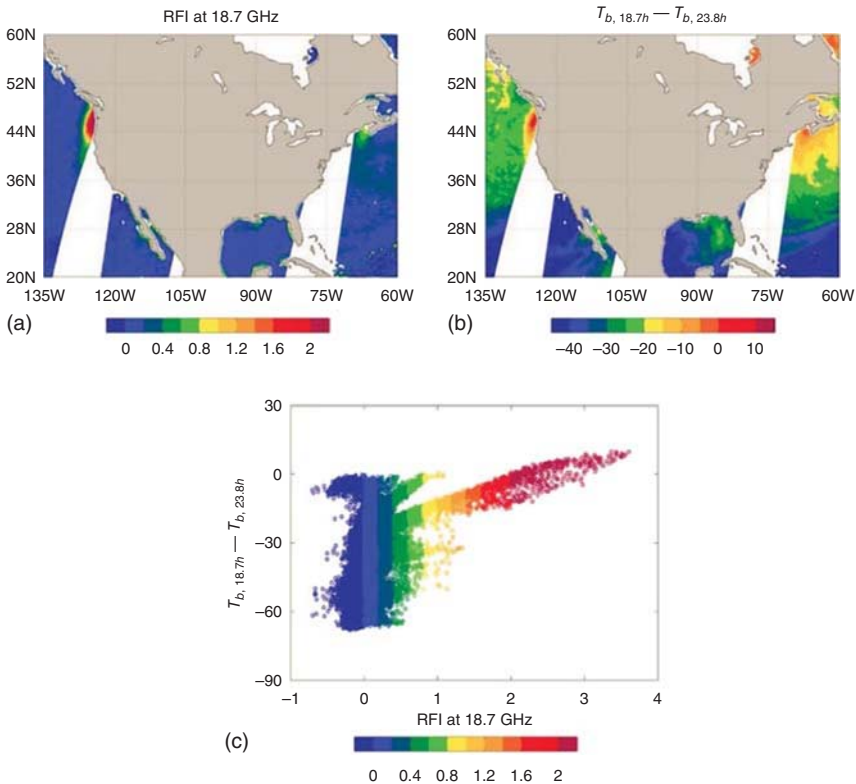 RFI at 18.7 GHz
60N
52N
44N
36N
28N
20N
135W 120W 105W 90W 75W 60W
(a)
0 0.4 0.8 1.2 1.6 2
T_b, 18.7h — T_b, 23.8h
60N
52N
44N
36N
28N
20N
135W 120W 105W 90W 75W 60W
(b)
−40 −30 −20 −10 0 10
T_b, 18.7h — T_b, 23.8h
30
0
−30
−60
−90
−1 0 1 2 3 4
RFI at 18.7 GHz
(c)
0 0.4 0.8 1.2 1.6 2